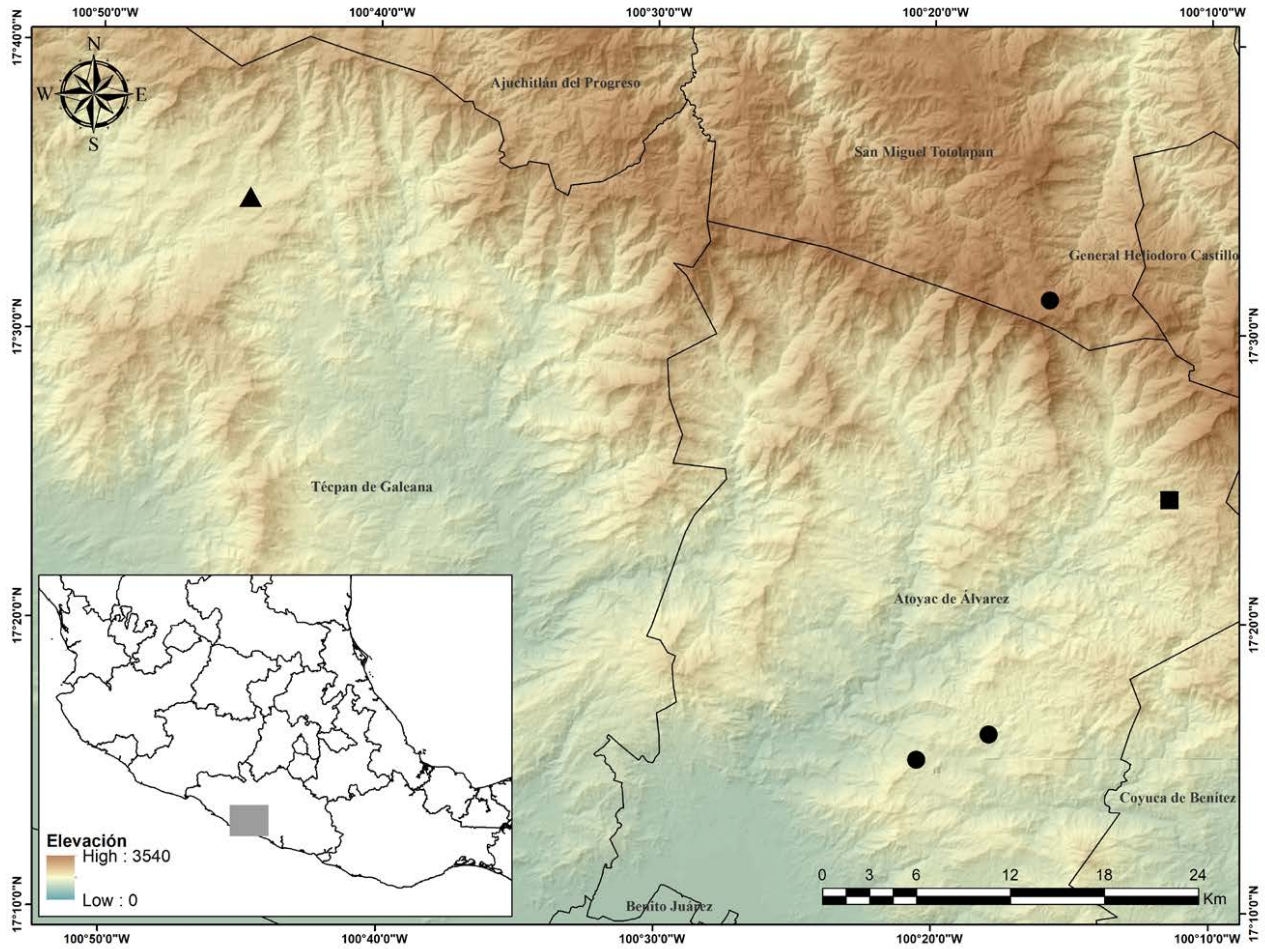 100°50'0"W 100°40'0"W 100°30'0"W 100°20'0"W 100°10'0"W
17°40'0"N
17°40'0"N
N
W E
S
Ajuchitlán del Progreso
San Miguel Totolapan
General Heliodoro Castillo
17°30'0"N
17°30'0"N
Técpan de Galeana
Atoyac de Álvarez
17°20'0"N
17°20'0"N
Coyuca de Benítez
Elevación
High : 3540
Low : 0
0 3 6 12 18 24
Km
Benito Juárez
17°10'0"N
17°10'0"N
100°50'0"W 100°40'0"W 100°30'0"W 100°20'0"W 100°10'0"W